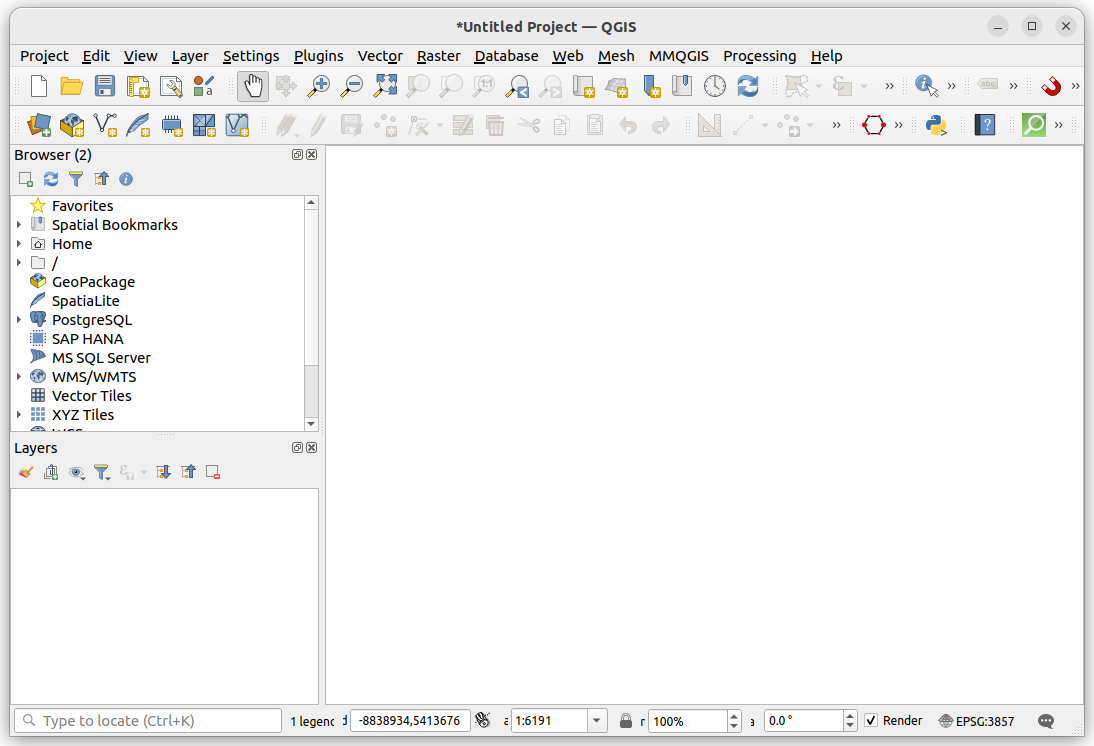 *Untitled Project — QGIS
Project Edit View Layer Settings Plugins Vector Raster Database Web Mesh MMQGIS Processing Help
Browser (2)
Favorites
Spatial Bookmarks
Home
/
GeoPackage
SpatiaLite
PostgreSQL
SAP HANA
MS SQL Server
WMS/WMTS
Vector Tiles
XYZ Tiles
Layers
Type to locate (Ctrl+K) 1 legend d -8838934,5413676 a 1:6191 r 100% a 0.0 ° Render EPSG:3857